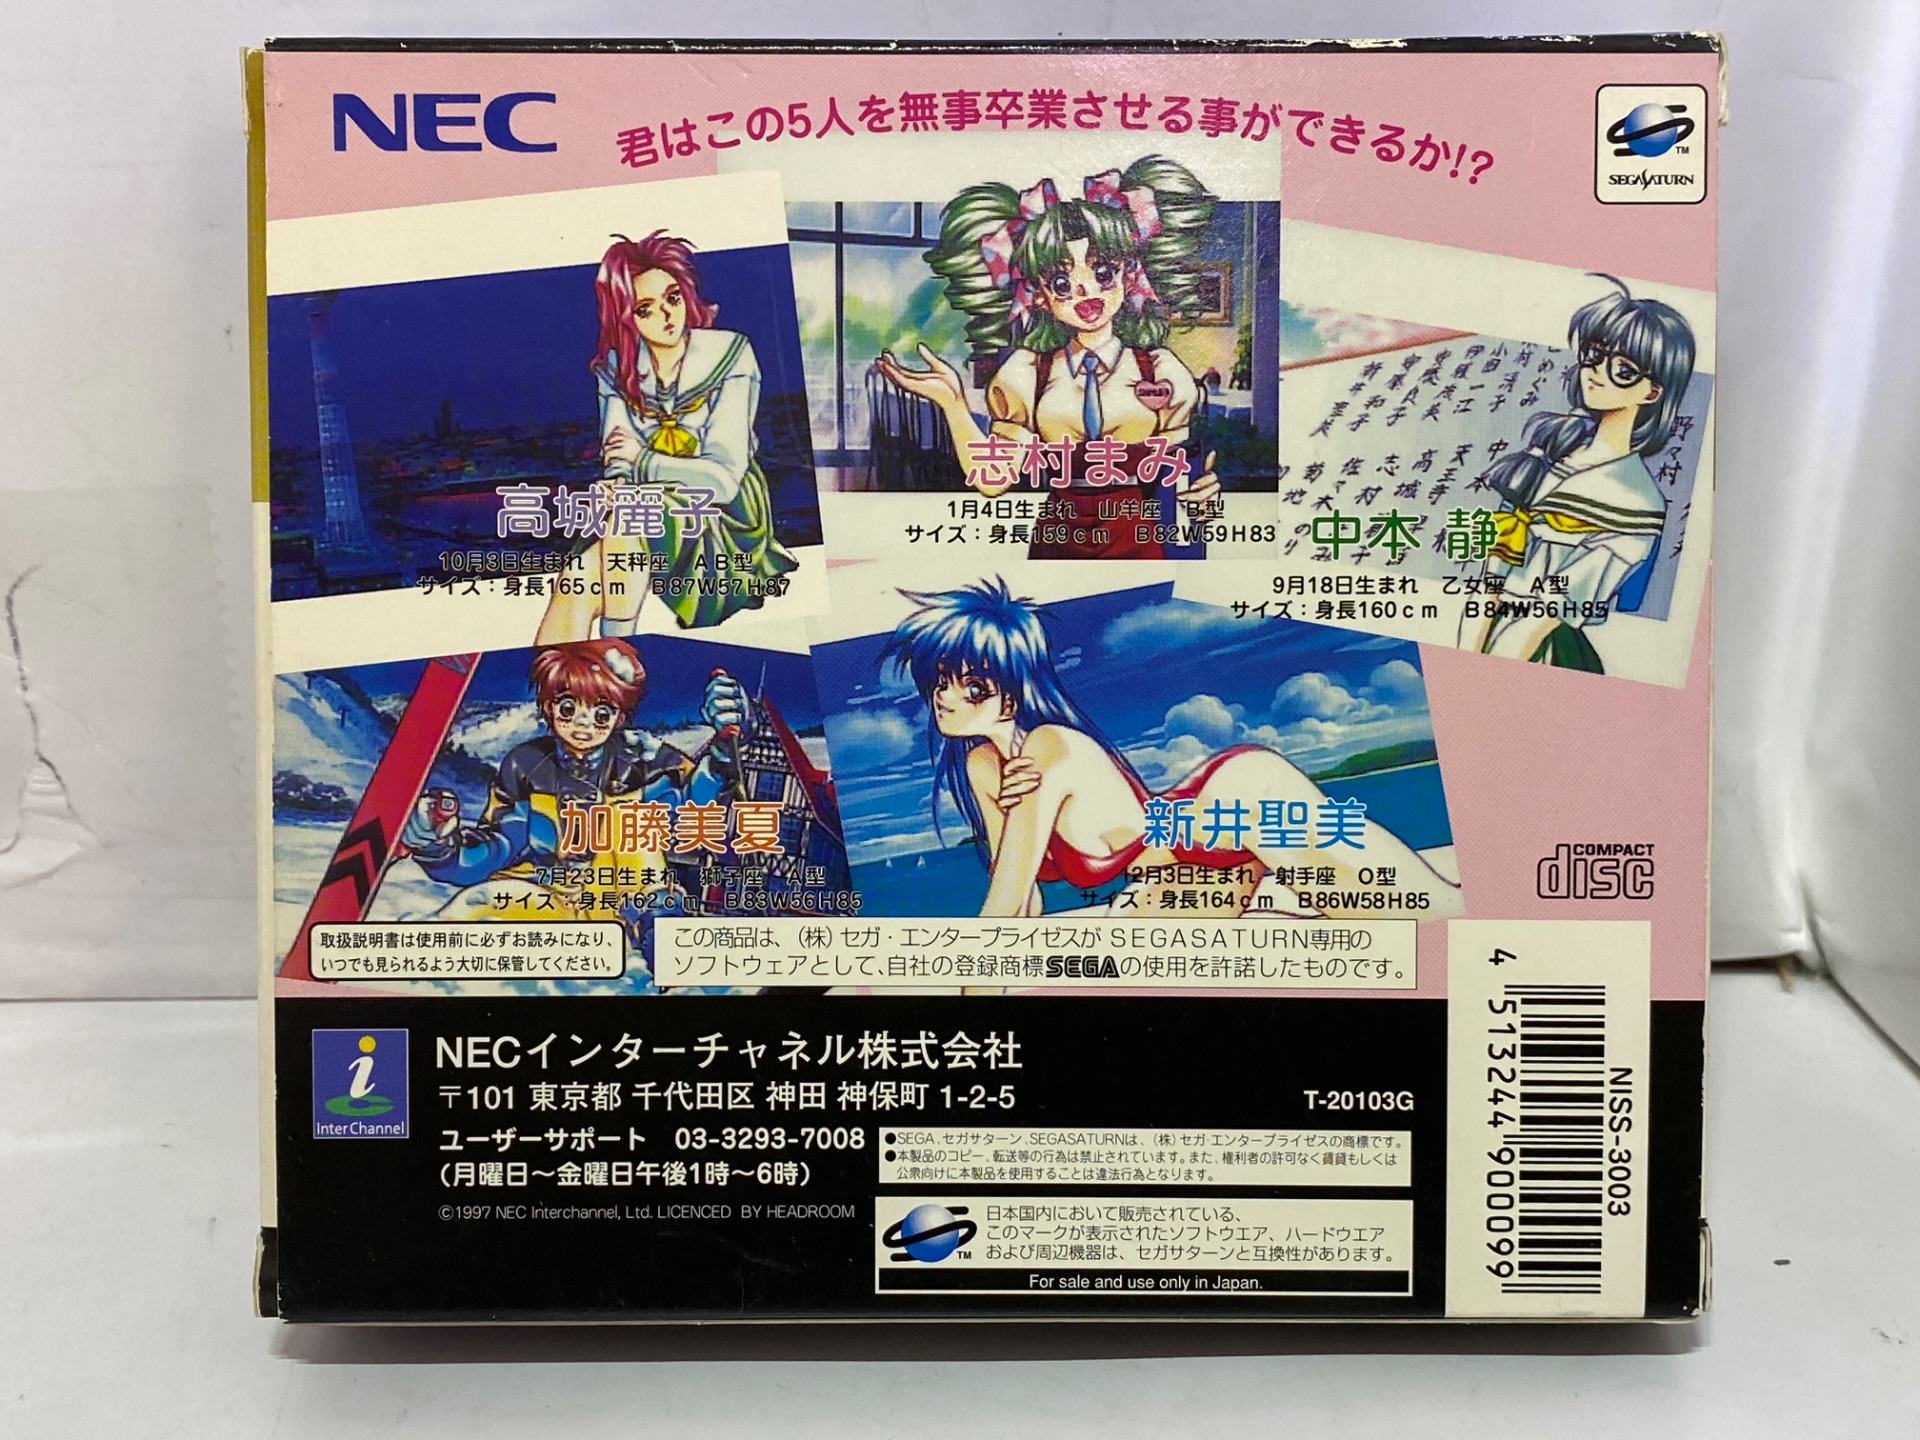 NEC
君はこの5人を無事卒業させる事ができるか!?
TM
SEGA SATURN
高城麗子
10月3日生まれ 天秤座 AB型
サイズ：身長165cm B87W57H87
志村まみ
1月4日生まれ 山羊座 B型
サイズ：身長159cm B82W59H83
中本 静
9月18日生まれ 乙女座 A型
サイズ：身長160cm B84W56H85
加藤美夏
7月23日生まれ 獅子座 A型
サイズ：身長162cm B83W56H85
新井聖美
12月3日生まれ 射手座 O型
サイズ：身長164cm B86W58H85
COMPACT
disc
取扱説明書は使用前に必ずお読みになり、
いつでも見られるよう大切に保管してください。
この商品は、(株)セガ・エンタープライゼスがSEGASATURN専用の
ソフトウェアとして、自社の登録商標SEGAの使用を許諾したものです。
i
InterChannel
NECインターチャネル株式会社
〒101 東京都 千代田区 神田 神保町 1-2-5
ユーザーサポート 03-3293-7008
(月曜日〜金曜日午後1時〜6時)
©1997 NEC Interchannel, Ltd. LICENCED BY HEADROOM
T-20103G
●SEGA、セガサターン、SEGASATURNは、(株)セガ・エンタープライゼスの商標です。
●本製品のコピー、転送等の行為は禁止されています。また、権利者の許可なく賃貸もしくは
公衆向けに本製品を使用することは違法行為となります。
TM
日本国内において販売されている、
このマークが表示されたソフトウエア、ハードウエア
および周辺機器は、セガサターンと互換性があります。
For sale and use only in Japan.
4 513244 900099
NISS-3003